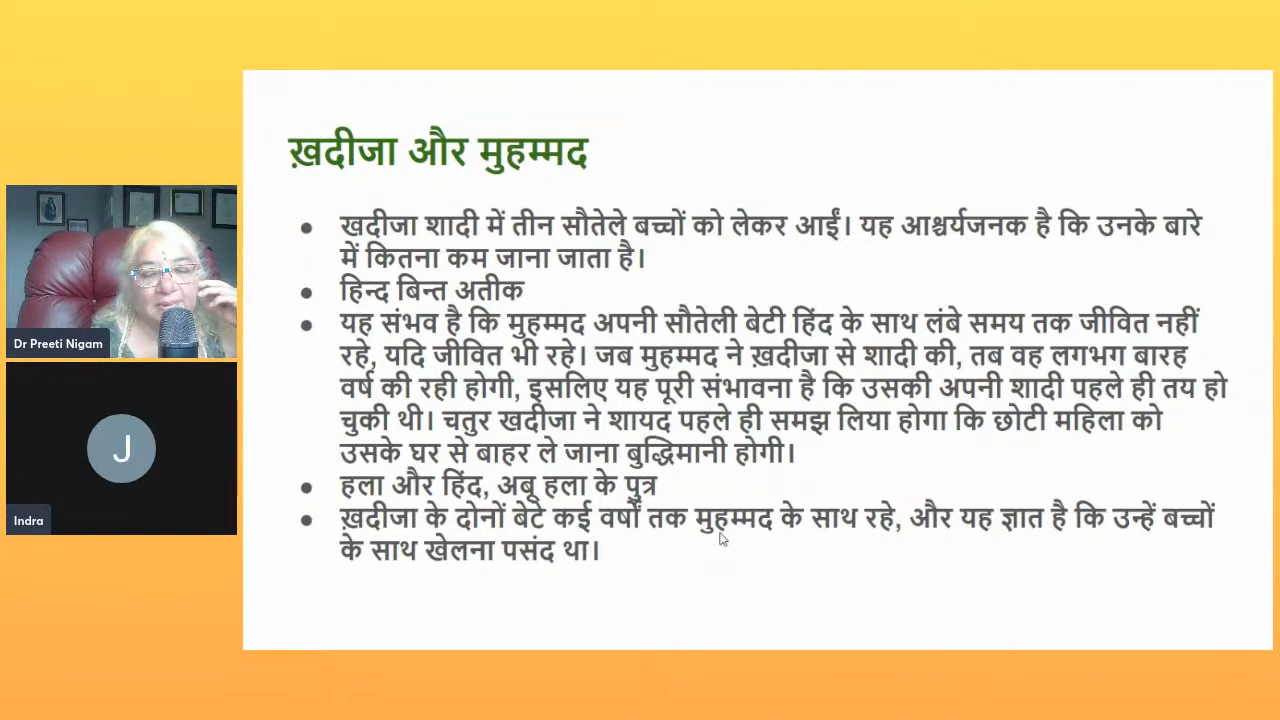 ख़दीजा और मुहम्मद
● खदीजा शादी में तीन सौतेले बच्चों को लेकर आईं। यह आश्चर्यजनक है कि उनके बारे
में कितना कम जाना जाता है।
● हिन्द बिन्त अतीक
● यह संभव है कि मुहम्मद अपनी सौतेली बेटी हिंद के साथ लंबे समय तक जीवित नहीं
रहे, यदि जीवित भी रहे। जब मुहम्मद ने ख़दीजा से शादी की, तब वह लगभग बारह
वर्ष की रही होगी, इसलिए यह पूरी संभावना है कि उसकी अपनी शादी पहले ही तय हो
चुकी थी। चतुर खदीजा ने शायद पहले ही समझ लिया होगा कि छोटी महिला को
उसके घर से बाहर ले जाना बुद्धिमानी होगी।
● हला और हिंद, अबू हला के पुत्र
● ख़दीजा के दोनों बेटे कई वर्षों तक मुहम्मद के साथ रहे, और यह ज्ञात है कि उन्हें बच्चों
के साथ खेलना पसंद था।
Dr Preeti Nigam
J
Indra